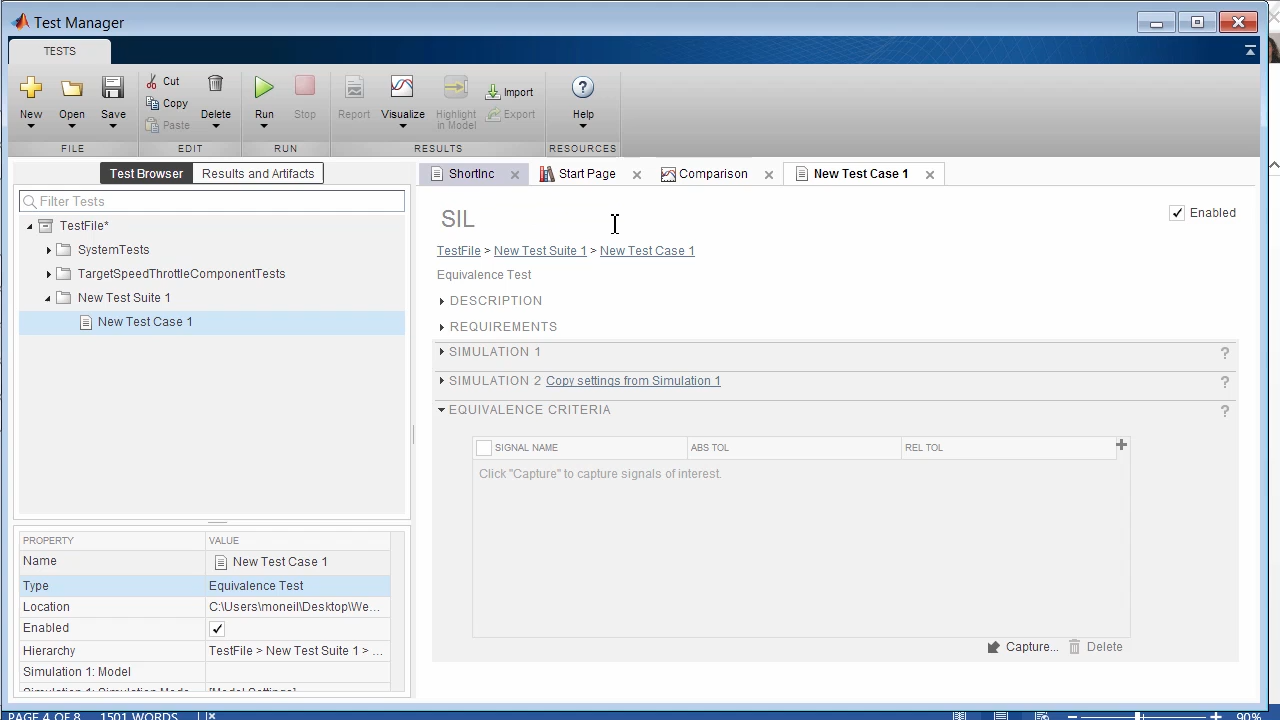 Test Manager
TESTS
New
Open
Save
Cut
Copy
Paste
Delete
Run
Stop
Report
Visualize
Highlight in Model
Import
Export
Help
FILE
EDIT
RUN
RESULTS
RESOURCES
Test Browser
Results and Artifacts
ShortInc
Start Page
Comparison
New Test Case 1
Filter Tests
TestFile*
SystemTests
TargetSpeedThrottleComponentTests
New Test Suite 1
New Test Case 1
SIL
Enabled
TestFile > New Test Suite 1 > New Test Case 1
Equivalence Test
DESCRIPTION
REQUIREMENTS
SIMULATION 1 ?
SIMULATION 2 Copy settings from Simulation 1 ?
EQUIVALENCE CRITERIA ?
SIGNAL NAME ABS TOL REL TOL
Click "Capture" to capture signals of interest.
Capture... Delete
PROPERTY VALUE
Name New Test Case 1
Type Equivalence Test
Location C:\Users\moneil\Desktop\We...
Enabled
Hierarchy TestFile > New Test Suite 1 > ...
Simulation 1: Model
Simulation 1: Simulation Mode [Model Settings]
PAGE 4 OF 8 1501 WORDS 90%